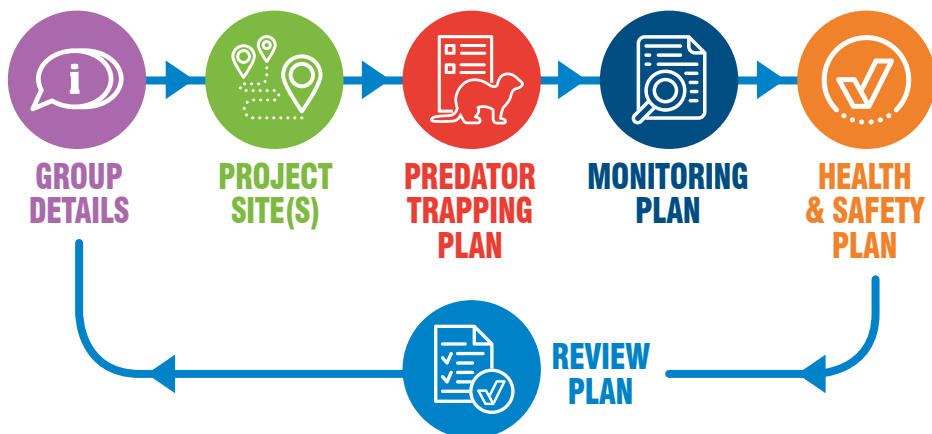 i
GROUP
DETAILS
PROJECT
SITE(S)
PREDATOR
TRAPPING
PLAN
MONITORING
PLAN
HEALTH
& SAFETY
PLAN
REVIEW
PLAN